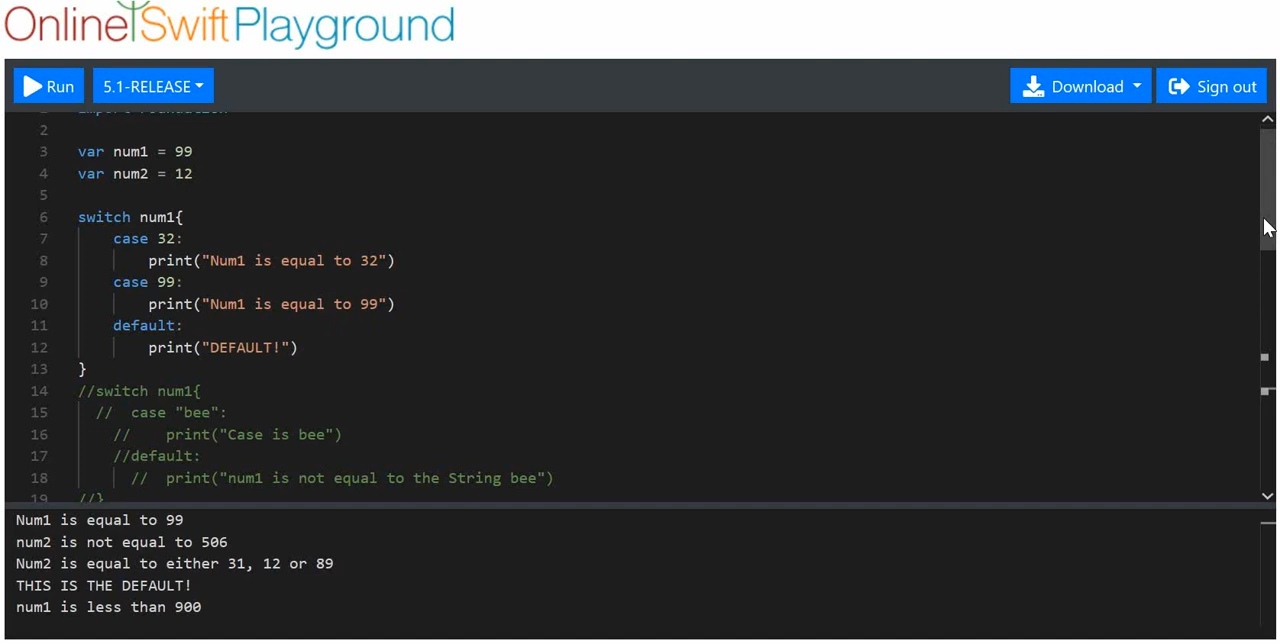 Online Swift Playground
Run 5.1-RELEASE Download Sign out
2
3 var num1 = 99
4 var num2 = 12
5
6 switch num1{
7 case 32:
8 print("Num1 is equal to 32")
9 case 99:
10 print("Num1 is equal to 99")
11 default:
12 print("DEFAULT!")
13 }
14 //switch num1{
15 // case "bee":
16 // print("Case is bee")
17 //default:
18 // print("num1 is not equal to the String bee")
19 //}
Num1 is equal to 99
num2 is not equal to 506
Num2 is equal to either 31, 12 or 89
THIS IS THE DEFAULT!
num1 is less than 900